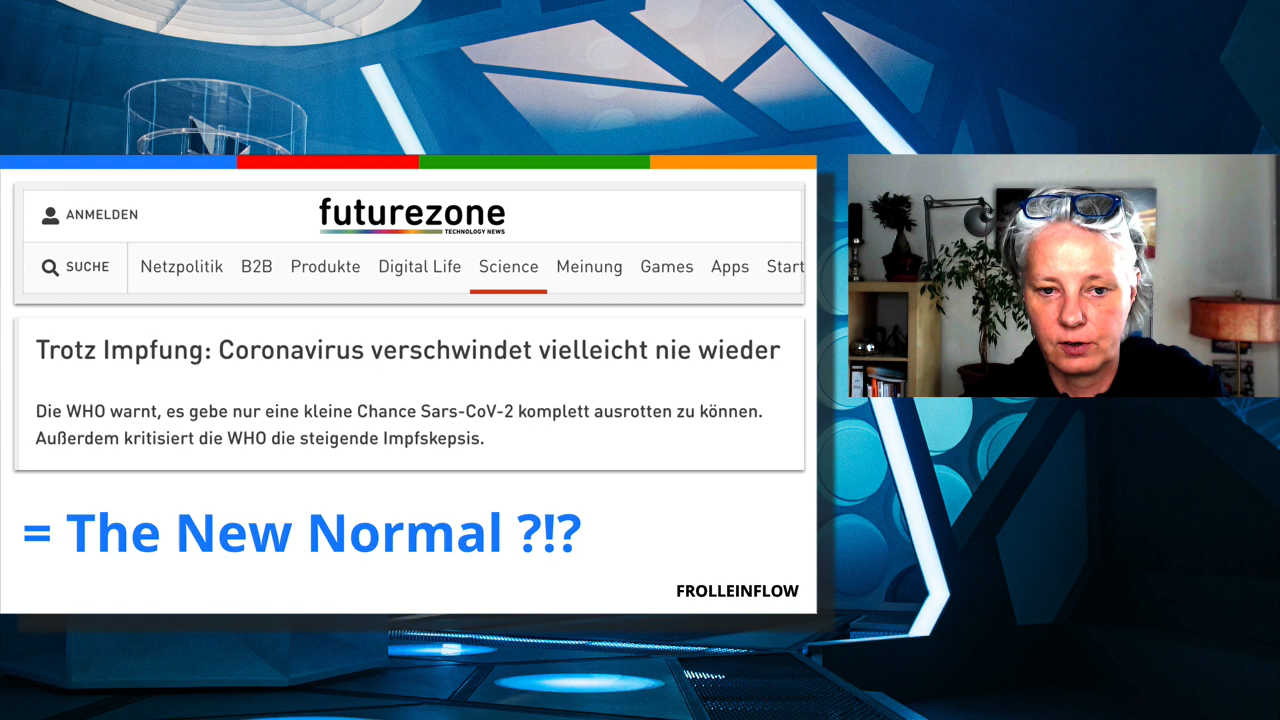 ANMELDEN
futurezone
TECHNOLOGY NEWS
SUCHE Netzpolitik B2B Produkte Digital Life Science Meinung Games Apps Start
Trotz Impfung: Coronavirus verschwindet vielleicht nie wieder
Die WHO warnt, es gebe nur eine kleine Chance Sars-CoV-2 komplett ausrotten zu können.
Außerdem kritisiert die WHO die steigende Impfskepsis.
= The New Normal ?!?
FROLLEINFLOW